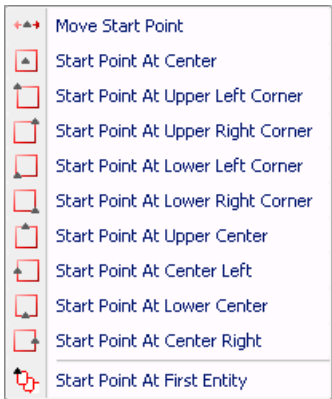 Move Start Point
Start Point At Center
Start Point At Upper Left Corner
Start Point At Upper Right Corner
Start Point At Lower Left Corner
Start Point At Lower Right Corner
Start Point At Upper Center
Start Point At Center Left
Start Point At Lower Center
Start Point At Center Right
Start Point At First Entity